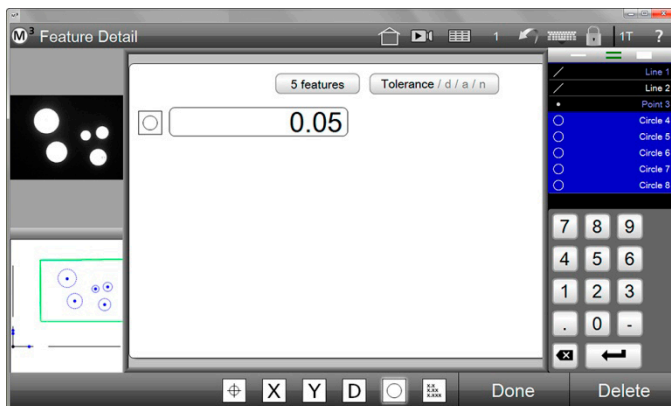 M³ Feature Detail
1
1T ?
5 features
Tolerance / d / a / n
0.05
Line 1
Line 2
Point 3
Circle 4
Circle 5
Circle 6
Circle 7
Circle 8
7 8 9
4 5 6
1 2 3
. 0 -
X Y D
x.x
x.xx
x.xxx
Done
Delete